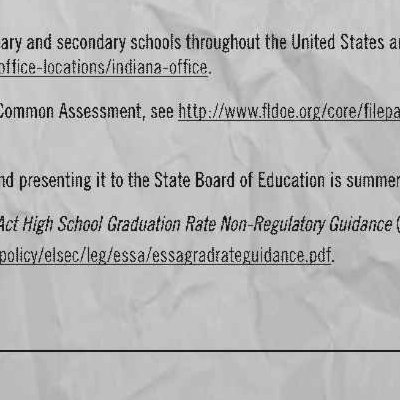 ary and secondary schools throughout the United States a
office-locations/indiana-office.
Common Assessment, see http://www.fldoe.org/core/filepa
nd presenting it to the State Board of Education is summer
Act High School Graduation Rate Non-Regulatory Guidance (
policy/elsec/leg/essa/essagradrateguidance.pdf.